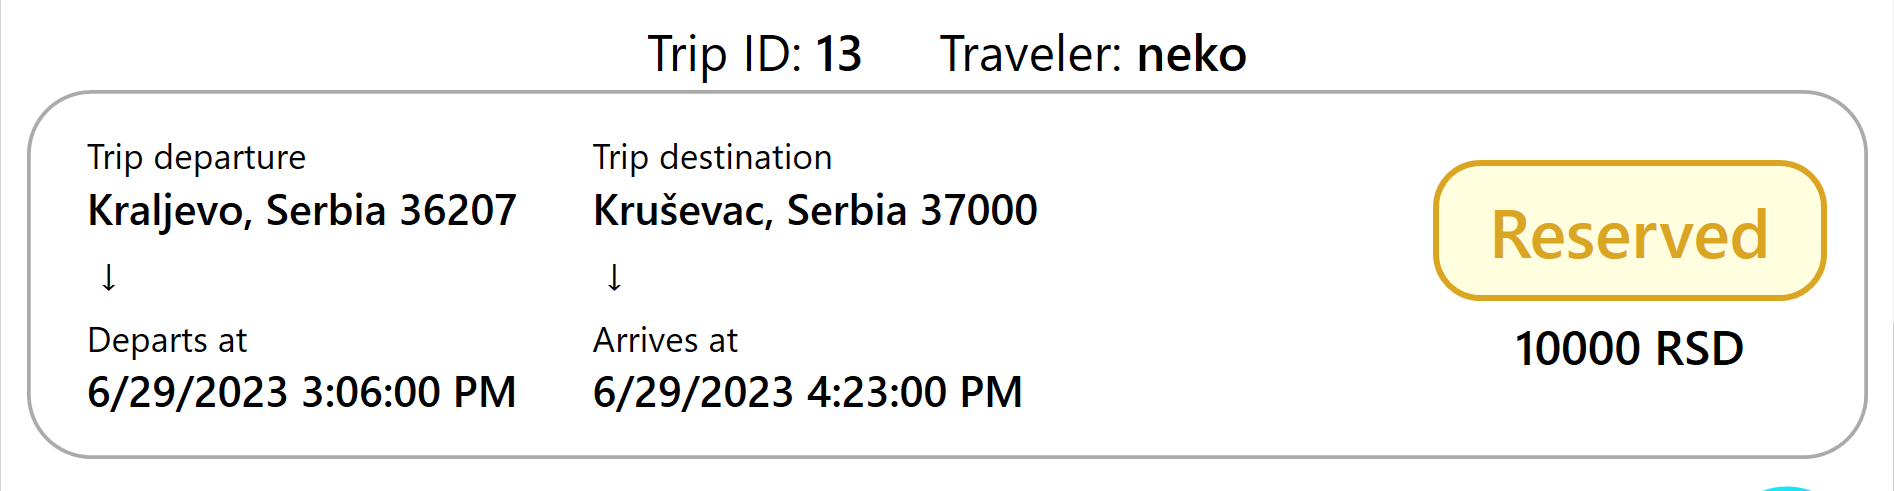 Trip ID: 13 Traveler: neko
Trip departure
Kraljevo, Serbia 36207
↓
Departs at
6/29/2023 3:06:00 PM
Trip destination
Kruševac, Serbia 37000
↓
Arrives at
6/29/2023 4:23:00 PM
Reserved
10000 RSD